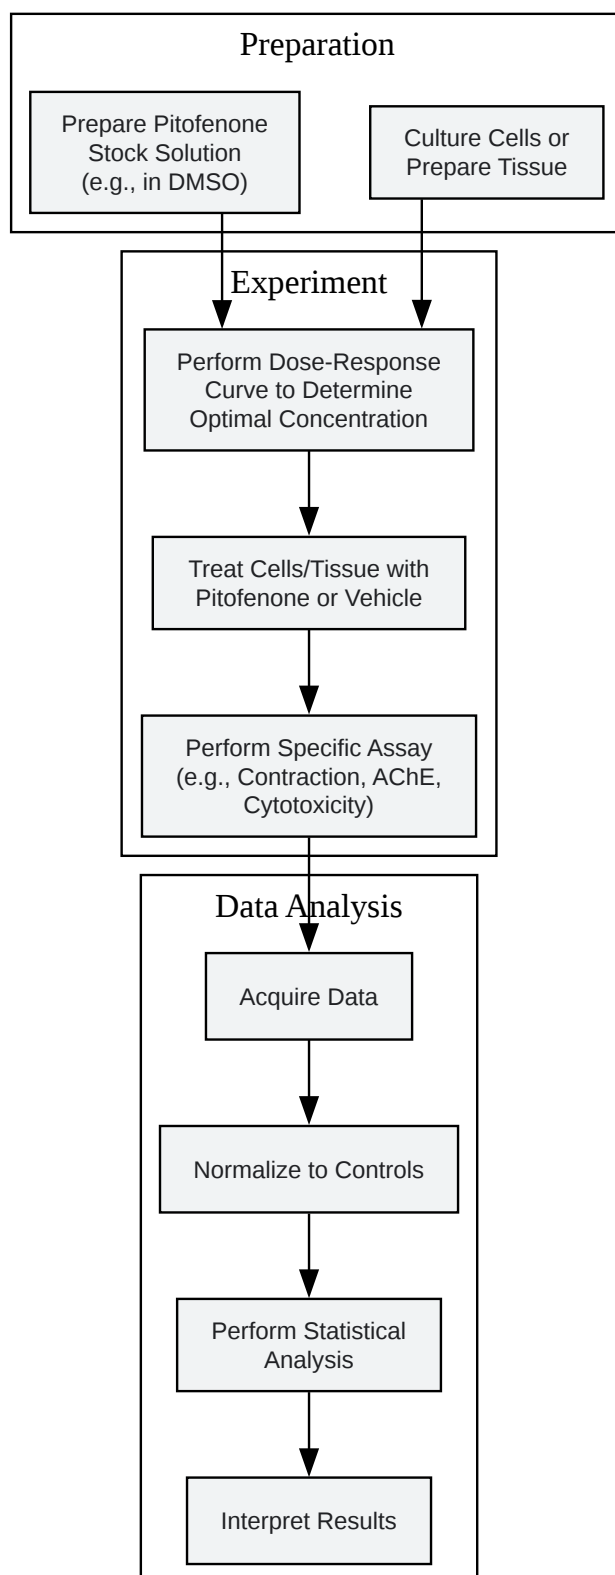 Preparation
Prepare Pitofenone
Stock Solution
(e.g., in DMSO)
Culture Cells or
Prepare Tissue
Experiment
Perform Dose-Response
Curve to Determine
Optimal Concentration
Treat Cells/Tissue with
Pitofenone or Vehicle
Perform Specific Assay
(e.g., Contraction, AChE,
Cytotoxicity)
Data Analysis
Acquire Data
Normalize to Controls
Perform Statistical
Analysis
Interpret Results